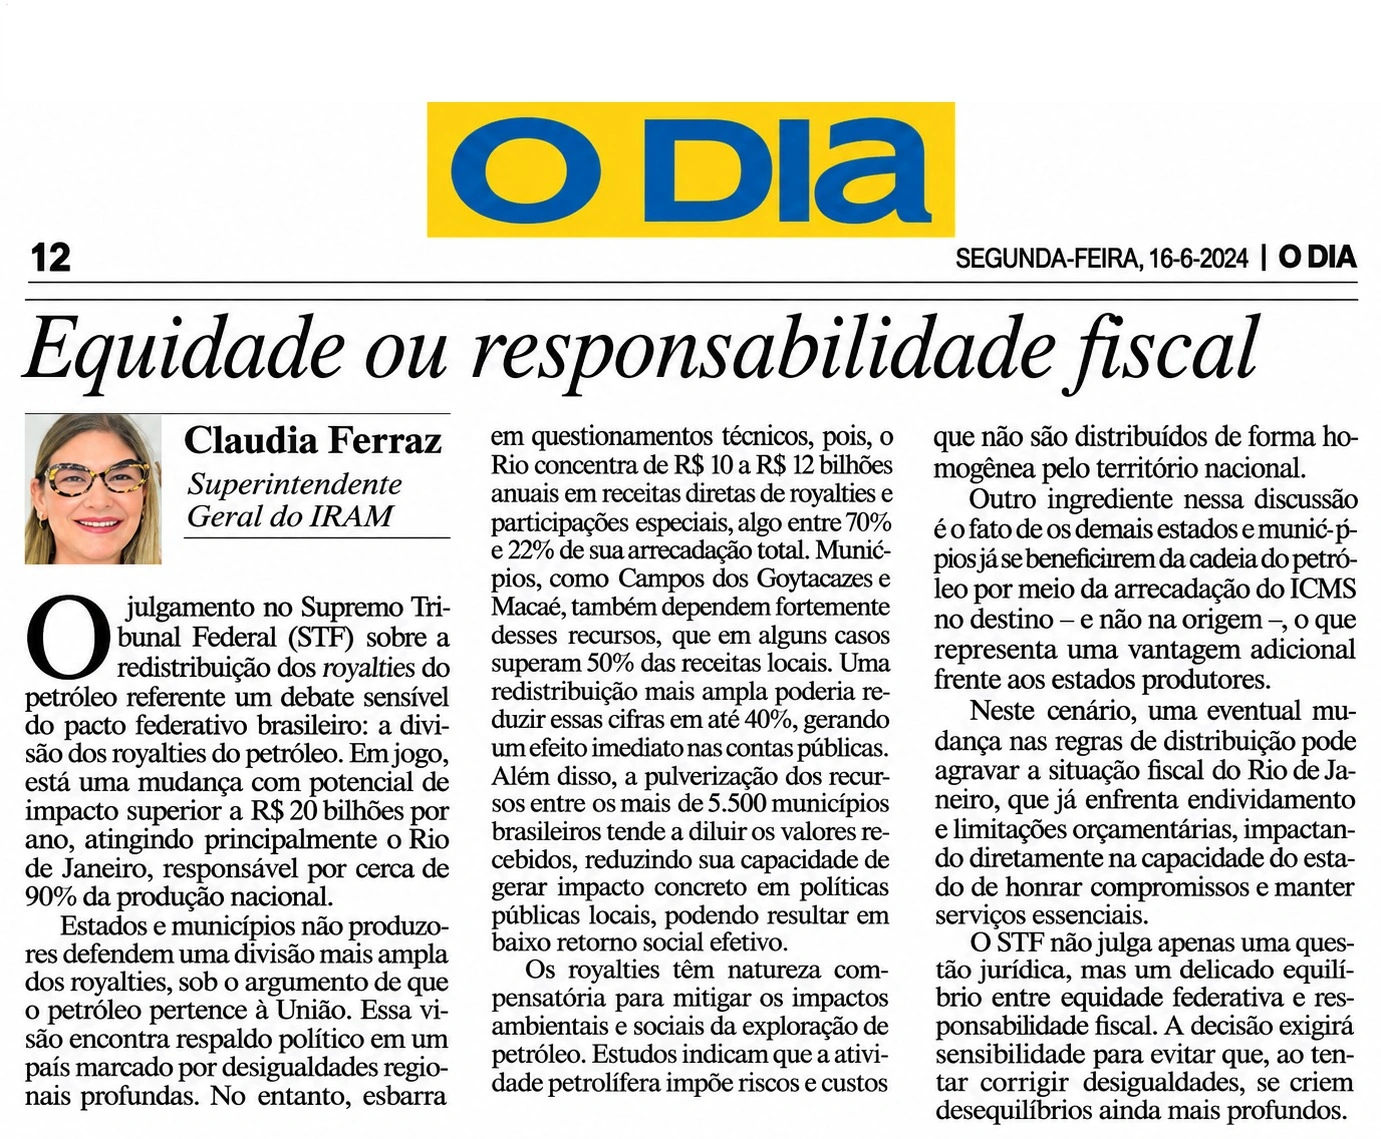 O DIA
12
SEGUNDA-FEIRA, 16-6-2024 | O DIA
Equidade ou responsabilidade fiscal
Claudia Ferraz
Superintendente
Geral do IRAM
O julgamento no Supremo Tri-
bunal Federal (STF) sobre a
redistribuição dos royalties do
petróleo referente um debate sensível
do pacto federativo brasileiro: a divi-
são dos royalties do petróleo. Em jogo,
está uma mudança com potencial de
impacto superior a R$ 20 bilhões por
ano, atingindo principalmente o Rio
de Janeiro, responsável por cerca de
90% da produção nacional.
Estados e municípios não produzo-
res defendem uma divisão mais ampla
dos royalties, sob o argumento de que
o petróleo pertence à União. Essa vi-
são encontra respaldo político em um
país marcado por desigualdades regio-
nais profundas. No entanto, esbarra
em questionamentos técnicos, pois, o
Rio concentra de R$ 10 a R$ 12 bilhões
anuais em receitas diretas de royalties e
participações especiais, algo entre 70%
e 22% de sua arrecadação total. Munić-
pios, como Campos dos Goytacazes e
Macaé, também dependem fortemente
desses recursos, que em alguns casos
superam 50% das receitas locais. Uma
redistribuição mais ampla poderia re-
duzir essas cifras em até 40%, gerando
um efeito imediato nas contas públicas.
Além disso, a pulverização dos recur-
sos entre os mais de 5.500 municípios
brasileiros tende a diluir os valores re-
cebidos, reduzindo sua capacidade de
gerar impacto concreto em políticas
públicas locais, podendo resultar em
baixo retorno social efetivo.
Os royalties têm natureza com-
pensatória para mitigar os impactos
ambientais e sociais da exploração de
petróleo. Estudos indicam que a ativi-
dade petrolífera impõe riscos e custos
que não são distribuídos de forma ho-
mogênea pelo território nacional.
Outro ingrediente nessa discussão
é o fato de os demais estados e munić-p-
pios já se beneficiırem da cadeia do petró-
leo por meio da arrecadação do ICMS
no destino – e não na origem –, o que
representa uma vantagem adicional
frente aos estados produtores.
Neste cenário, uma eventual mu-
dança nas regras de distribuição pode
agravar a situação fiscal do Rio de Ja-
neiro, que já enfrenta endividamento
e limitações orçamentárias, impactan-
do diretamente na capacidade do esta-
do de honrar compromissos e manter
serviços essenciais.
O STF não julga apenas uma ques-
tão jurídica, mas um delicado equilí-
brio entre equidade federativa e res-
ponsabilidade fiscal. A decisão exigirá
sensibilidade para evitar que, ao ten-
tar corrigir desigualdades, se criem
desequilíbrios ainda mais profundos.